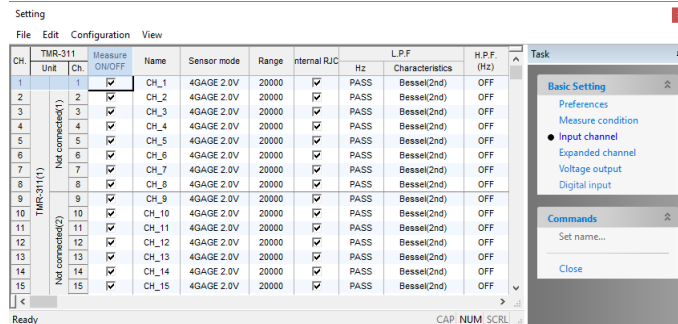 Setting
File Edit Configuration View
CH. TMR-311 Measure ON/OFF Name Sensor mode Range nternal RJC L.P.F H.P.F. (Hz)
Unit Ch. Hz Characteristics
TMR-311(1)
Not connected(1)
1 1 CH_1 4GAGE 2.0V 20000 PASS Bessel(2nd) OFF
2 2 CH_2 4GAGE 2.0V 20000 PASS Bessel(2nd) OFF
3 3 CH_3 4GAGE 2.0V 20000 PASS Bessel(2nd) OFF
4 4 CH_4 4GAGE 2.0V 20000 PASS Bessel(2nd) OFF
5 5 CH_5 4GAGE 2.0V 20000 PASS Bessel(2nd) OFF
6 6 CH_6 4GAGE 2.0V 20000 PASS Bessel(2nd) OFF
7 7 CH_7 4GAGE 2.0V 20000 PASS Bessel(2nd) OFF
8 8 CH_8 4GAGE 2.0V 20000 PASS Bessel(2nd) OFF
Not connected(2)
9 9 CH_9 4GAGE 2.0V 20000 PASS Bessel(2nd) OFF
10 10 CH_10 4GAGE 2.0V 20000 PASS Bessel(2nd) OFF
11 11 CH_11 4GAGE 2.0V 20000 PASS Bessel(2nd) OFF
12 12 CH_12 4GAGE 2.0V 20000 PASS Bessel(2nd) OFF
13 13 CH_13 4GAGE 2.0V 20000 PASS Bessel(2nd) OFF
14 14 CH_14 4GAGE 2.0V 20000 PASS Bessel(2nd) OFF
15 15 CH_15 4GAGE 2.0V 20000 PASS Bessel(2nd) OFF
Task
Basic Setting
Preferences
Measure condition
Input channel
Expanded channel
Voltage output
Digital input
Commands
Set name...
Close
Ready CAP NUM SCRL